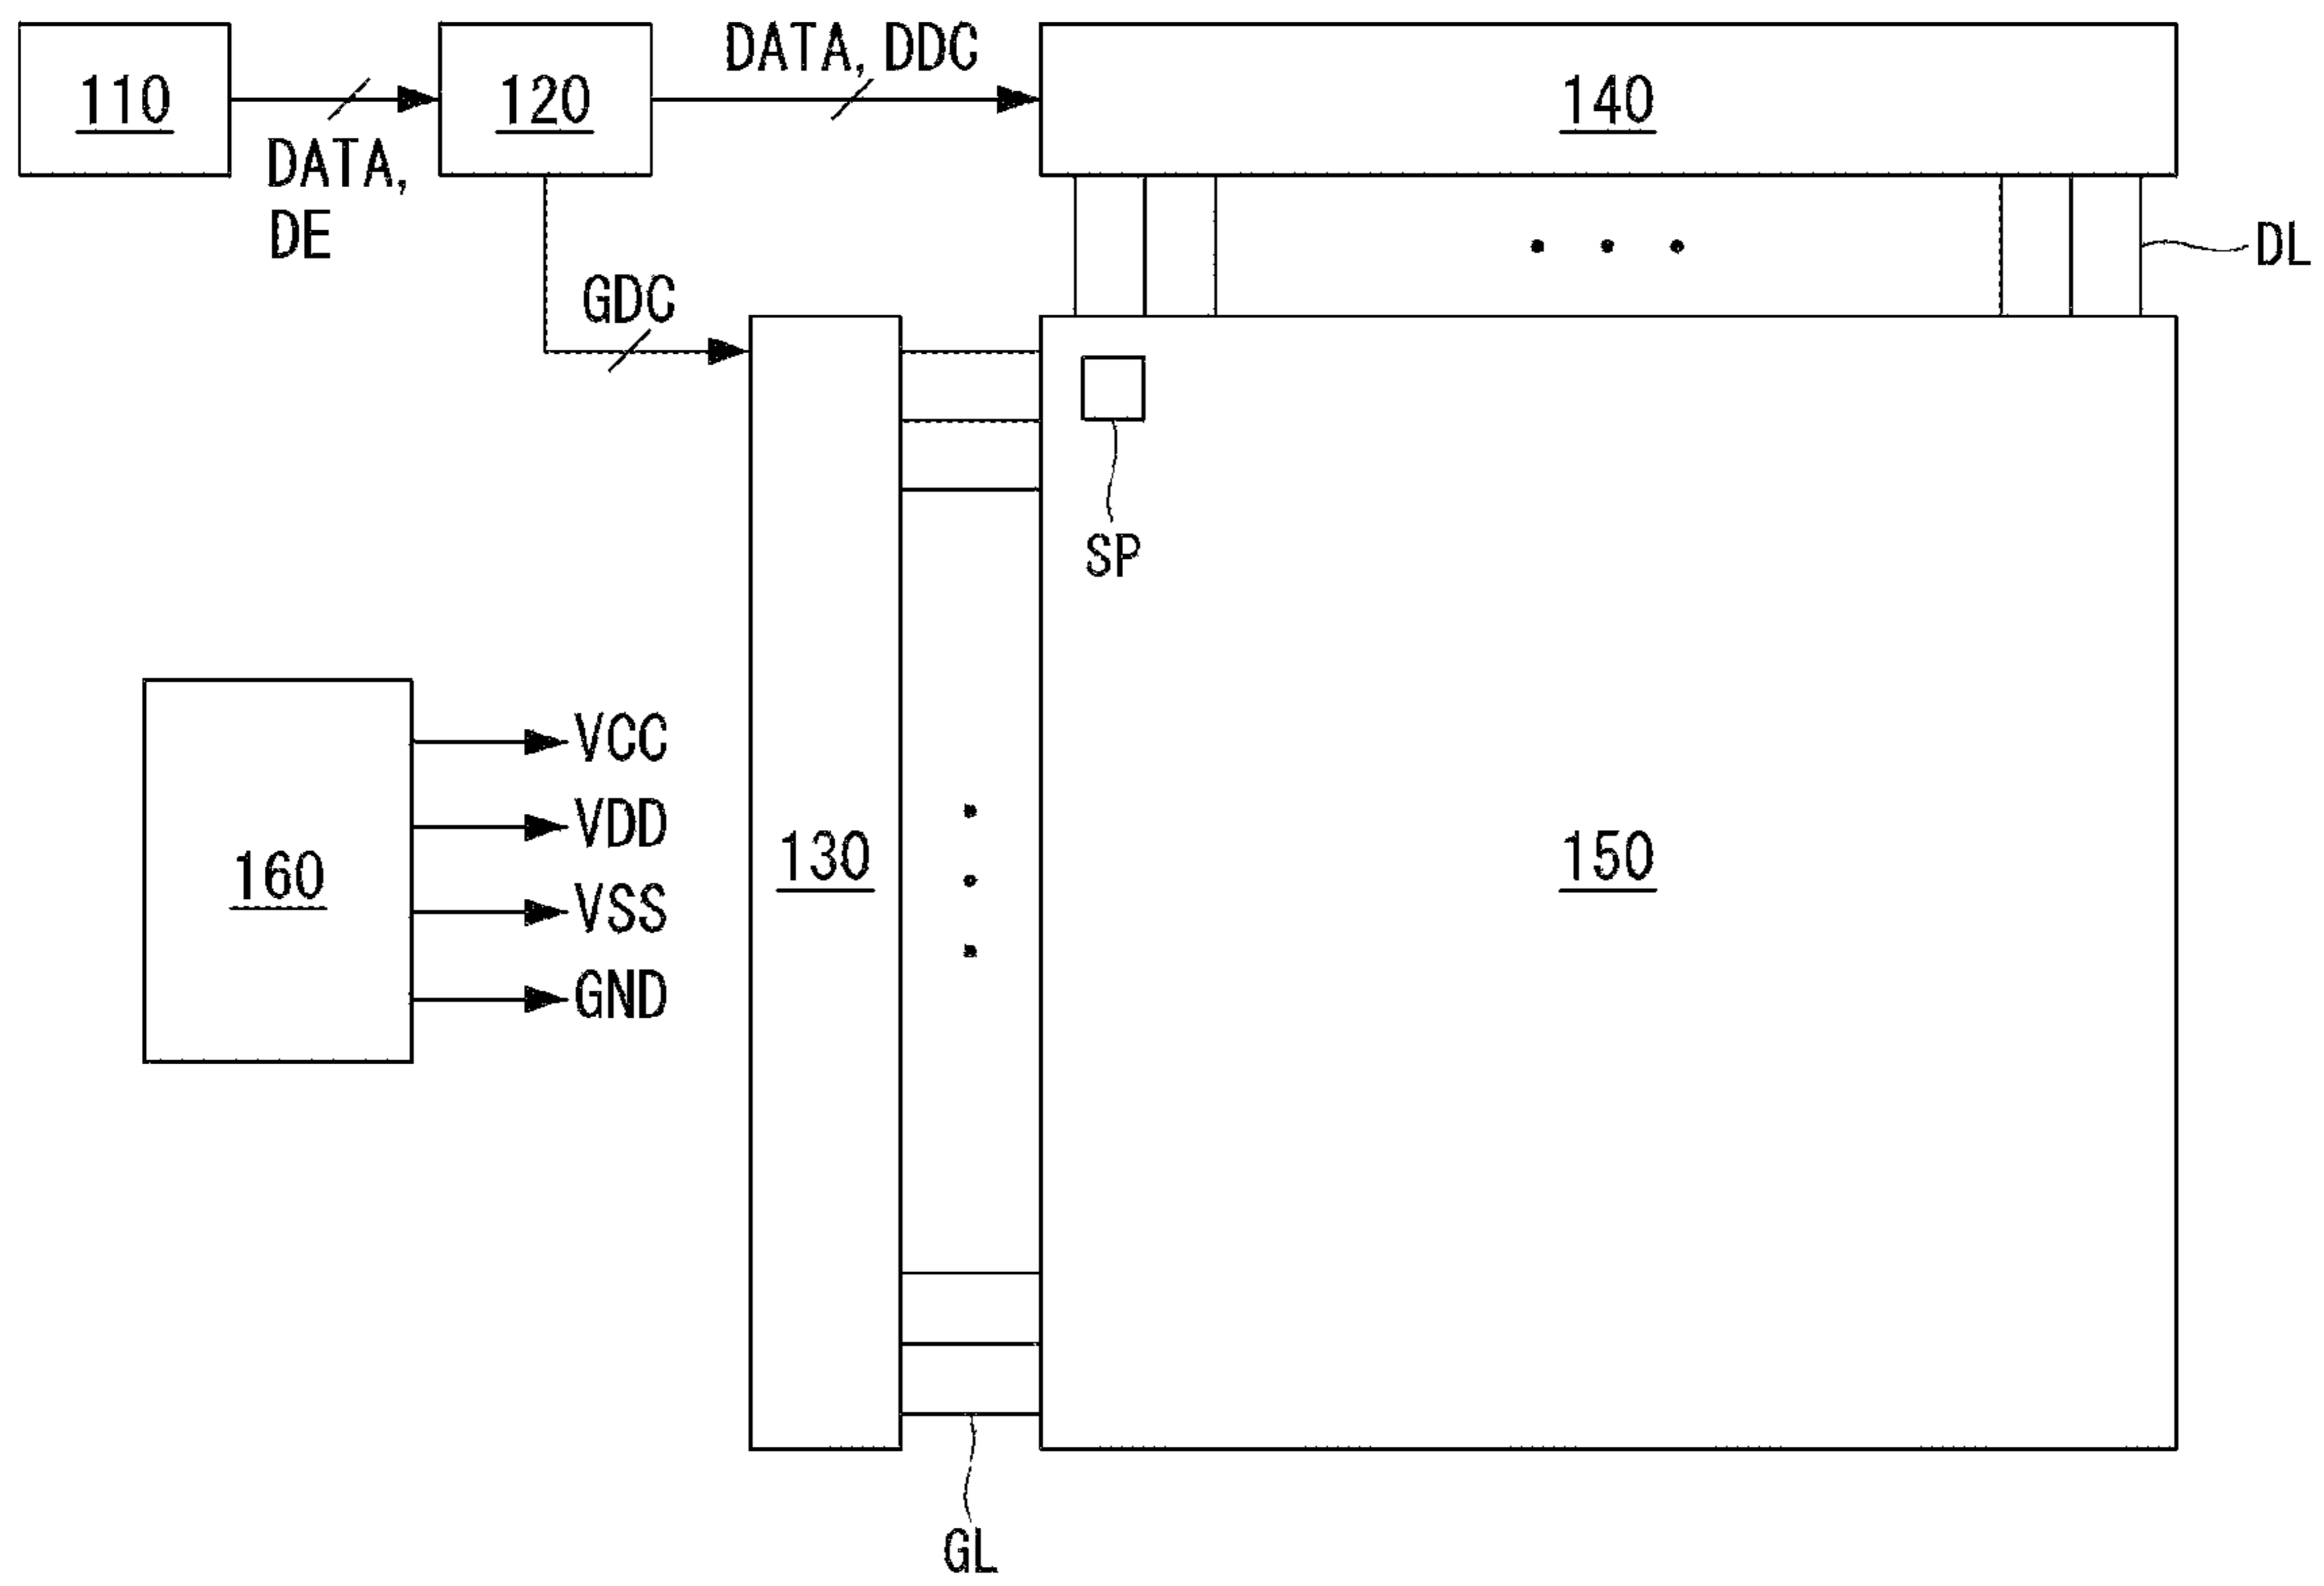 110
120
DATA, DDC
140
DATA,
DE
DL
GDC
SP
VCC
VDD
VSS
GND
160
130
150
GL